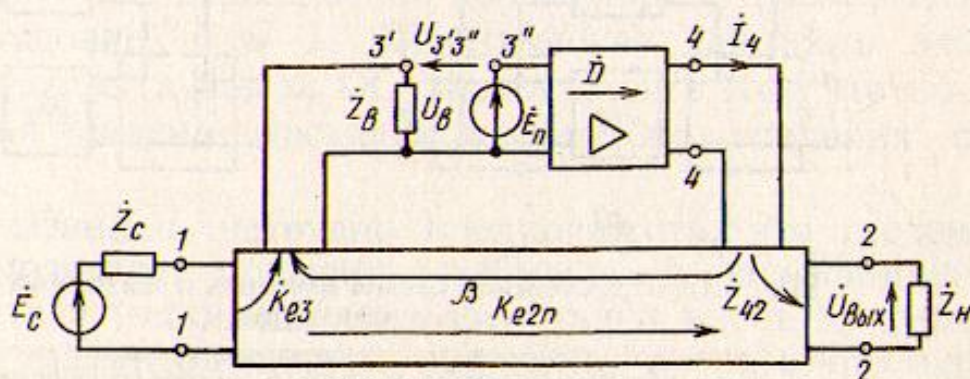 3' U3'3" 3" Ḋ 4 İ4
Żв Uв Ėп
4
Żс 1 2
Ėс K̇е3 β Ż42 U̇вых Żн
Kе2п
1 2